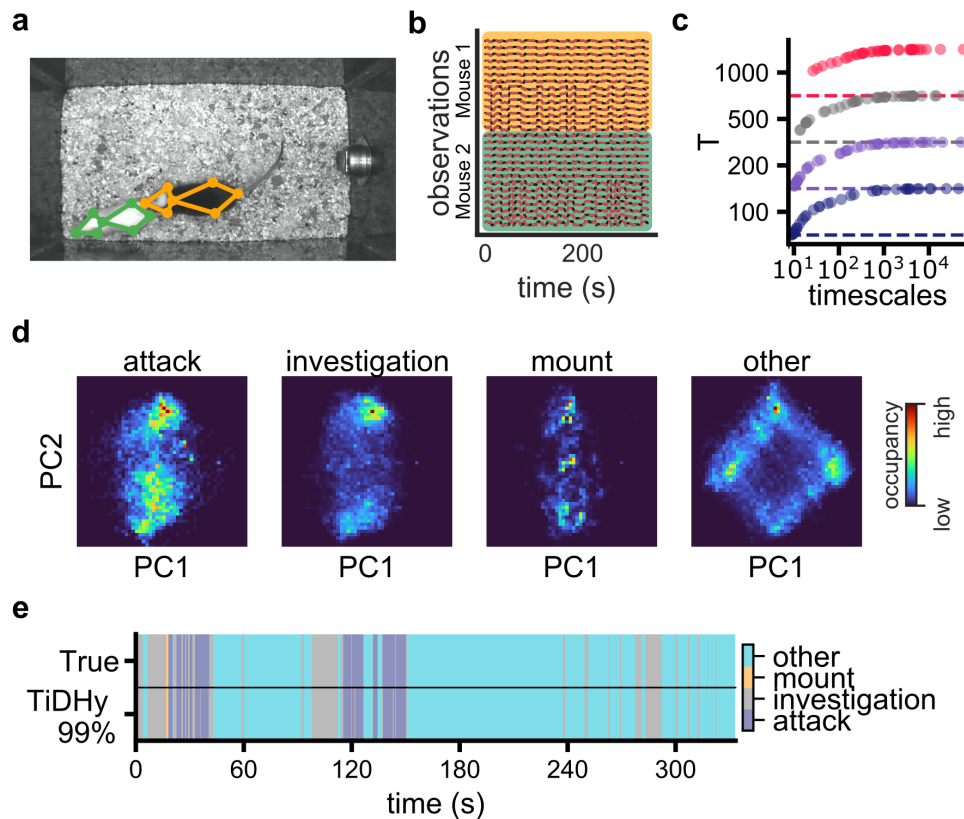 a
b
observations
Mouse 1
Mouse 2
0
200
time (s)
c
T
1000
500
200
100
10¹
10²
10³
10⁴
timescales
d
attack
investigation
mount
other
PC2
PC1
PC1
PC1
PC1
occupancy
high
low
e
True
TiDHy
99%
0
60
120
180
240
300
time (s)
other
mount
investigation
attack